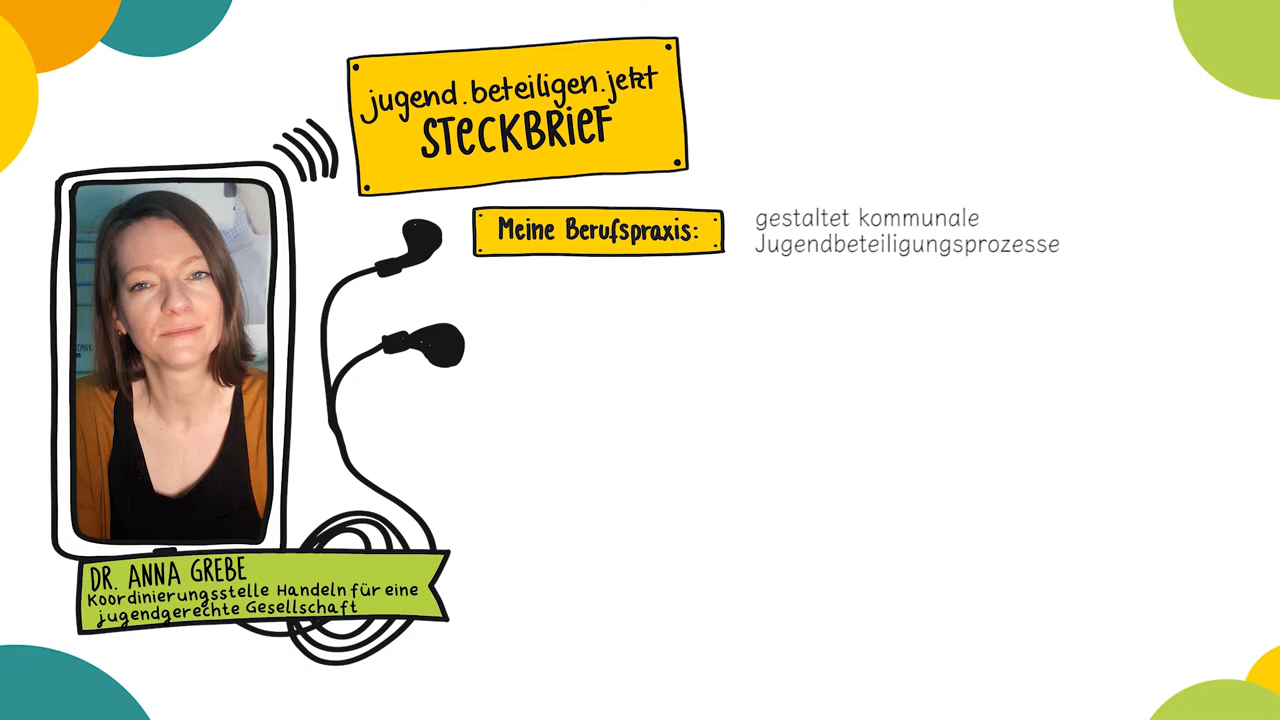 jugend.beteiligen.jetzt
STECKBRIEF
Meine Berufspraxis:
gestaltet kommunale
Jugendbeteiligungsprozesse
DR. ANNA GREBE
Koordinierungsstelle Handeln für eine
jugendgerechte Gesellschaft